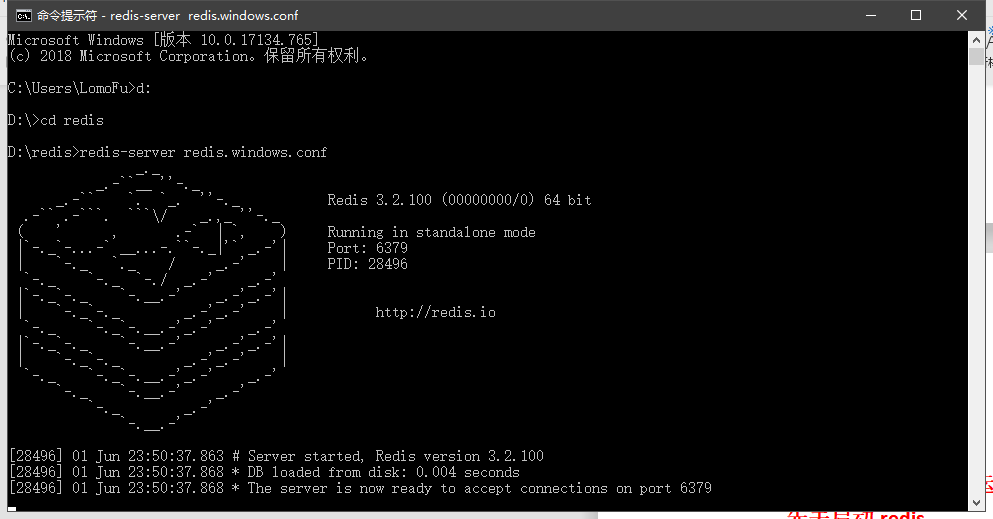 命令提示符 - redis-server redis.windows.conf
Microsoft Windows [版本 10.0.17134.765]
(c) 2018 Microsoft Corporation。保留所有权利。
C:\Users\LomoFu>d:
D:\>cd redis
D:\redis>redis-server redis.windows.conf
Redis 3.2.100 (00000000/0) 64 bit
Running in standalone mode
Port: 6379
PID: 28496
http://redis.io
[28496] 01 Jun 23:50:37.863 # Server started, Redis version 3.2.100
[28496] 01 Jun 23:50:37.868 * DB loaded from disk: 0.004 seconds
[28496] 01 Jun 23:50:37.868 * The server is now ready to accept connections on port 6379
redis